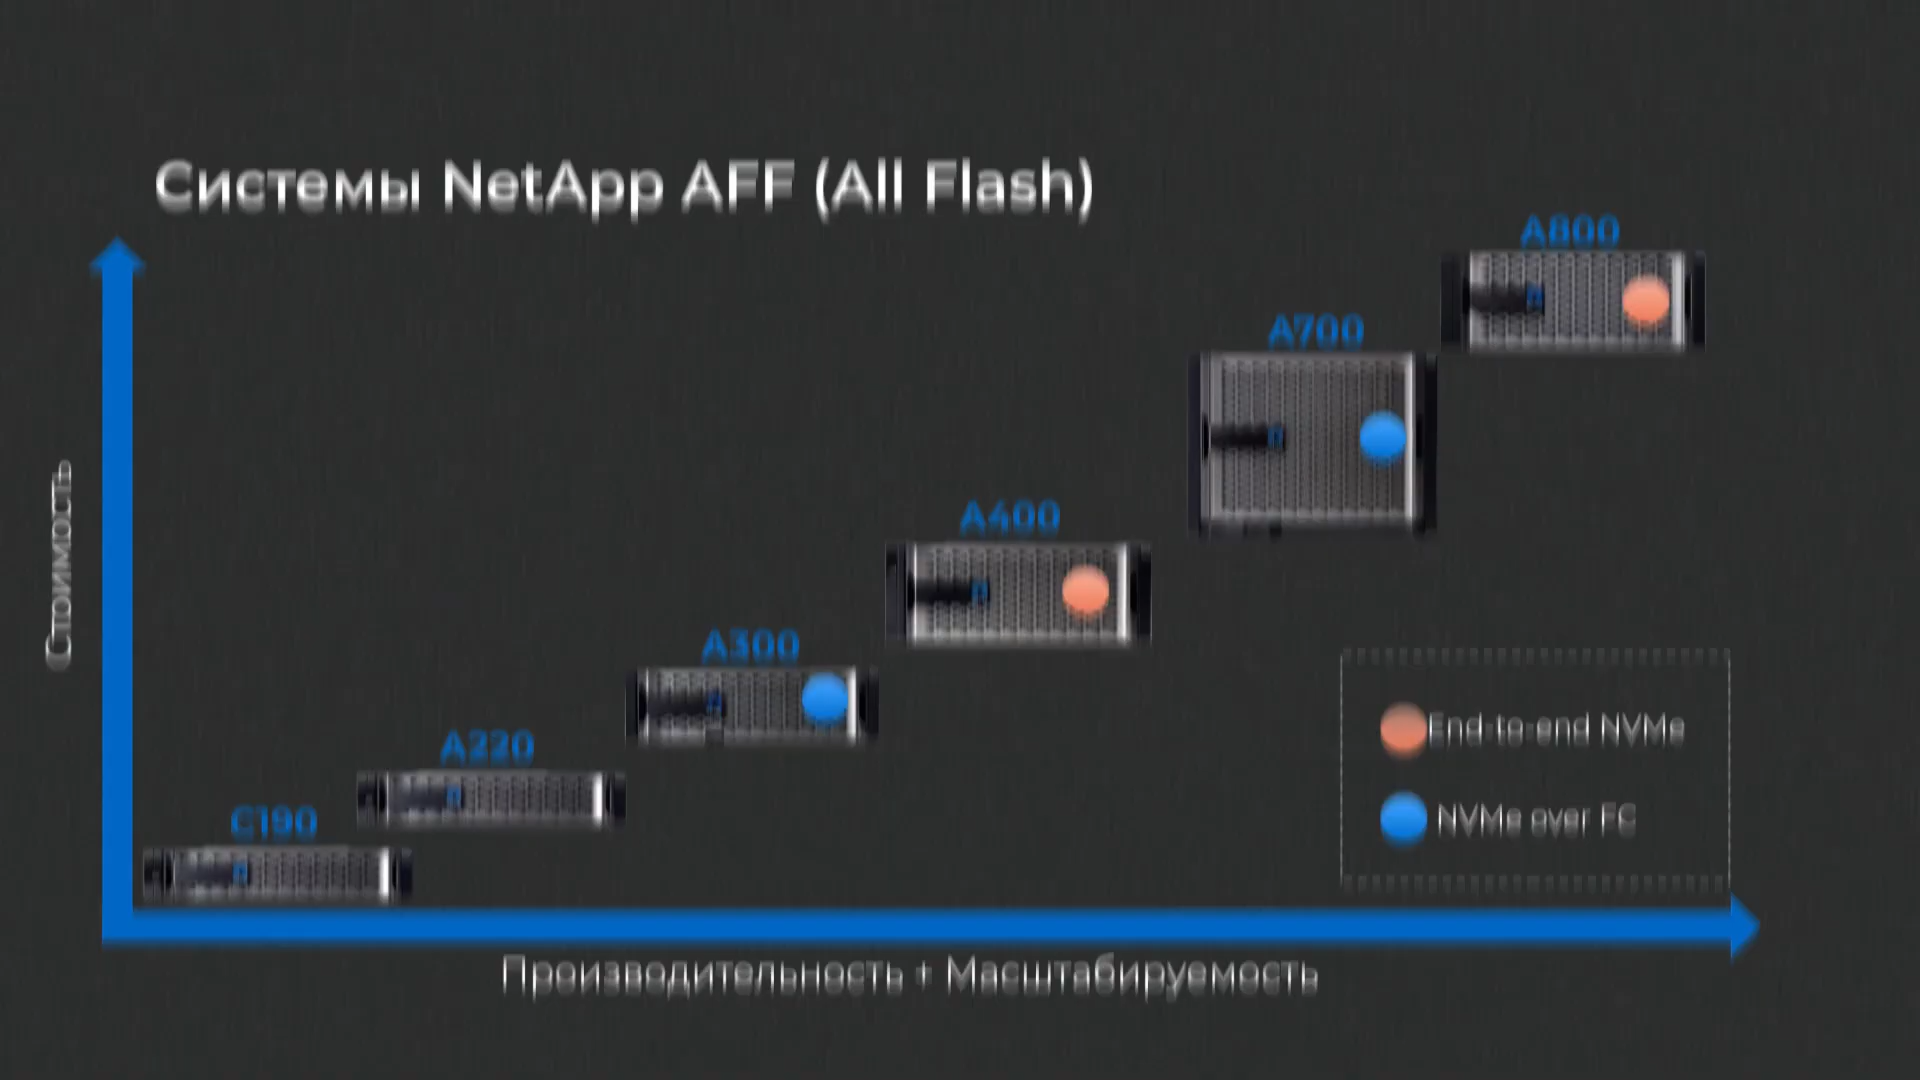 Системы NetApp AFF (All Flash)
A800
A700
A400
A300
A220
C190
Стоимость
End-to-end NVMe
NVMe over FC
Производительность + Масштабируемость